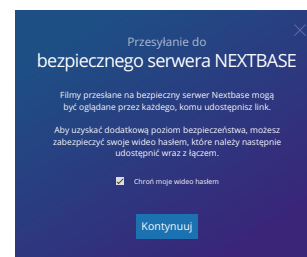 Przesyłanie do
bezpiecznego serwera NEXTBASE
Filmy przesłane na bezpieczny serwer Nextbase mogą
być oglądane przez każdego, komu udostępnisz link.
Aby uzyskać dodatkową poziom bezpieczeństwa, możesz
zabezpieczyć swoje wideo hasłem, które należy następnie
udostępnić wraz z łączem.
Chroń moje wideo hasłem
Kontynuuj